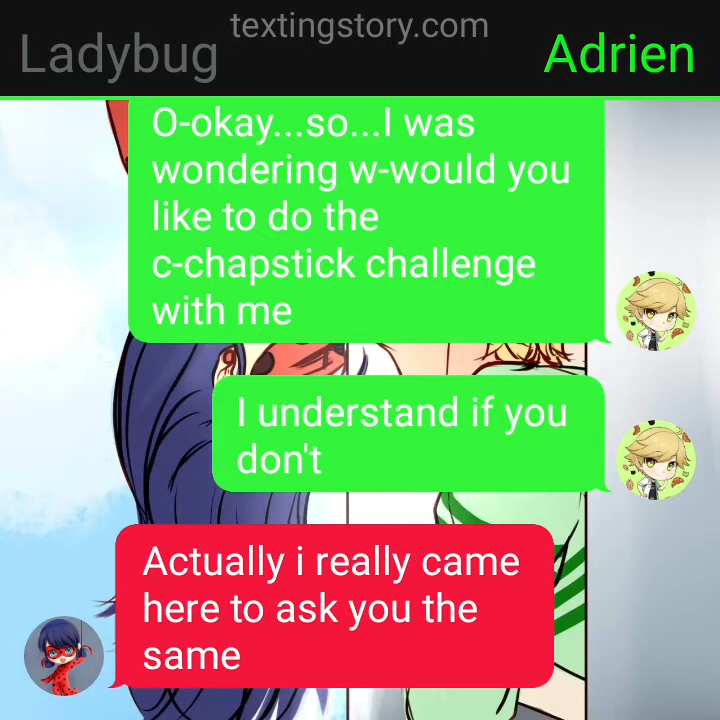 textingstory.com
Ladybug
Adrien
O-okay...so...I was
wondering w-would you
like to do the
c-chapstick challenge
with me
I understand if you
don't
Actually i really came
here to ask you the
same